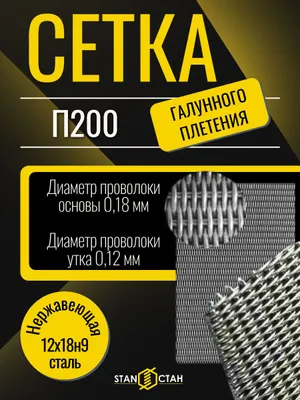 СЕТКА
П200
ГАЛУННОГО
ПЛЕТЕНИЯ
Диаметр проволоки
основы 0,18 мм
Диаметр проволоки
утка 0,12 мм
Нержавеющая
12х18н9
сталь
STAN СТАН